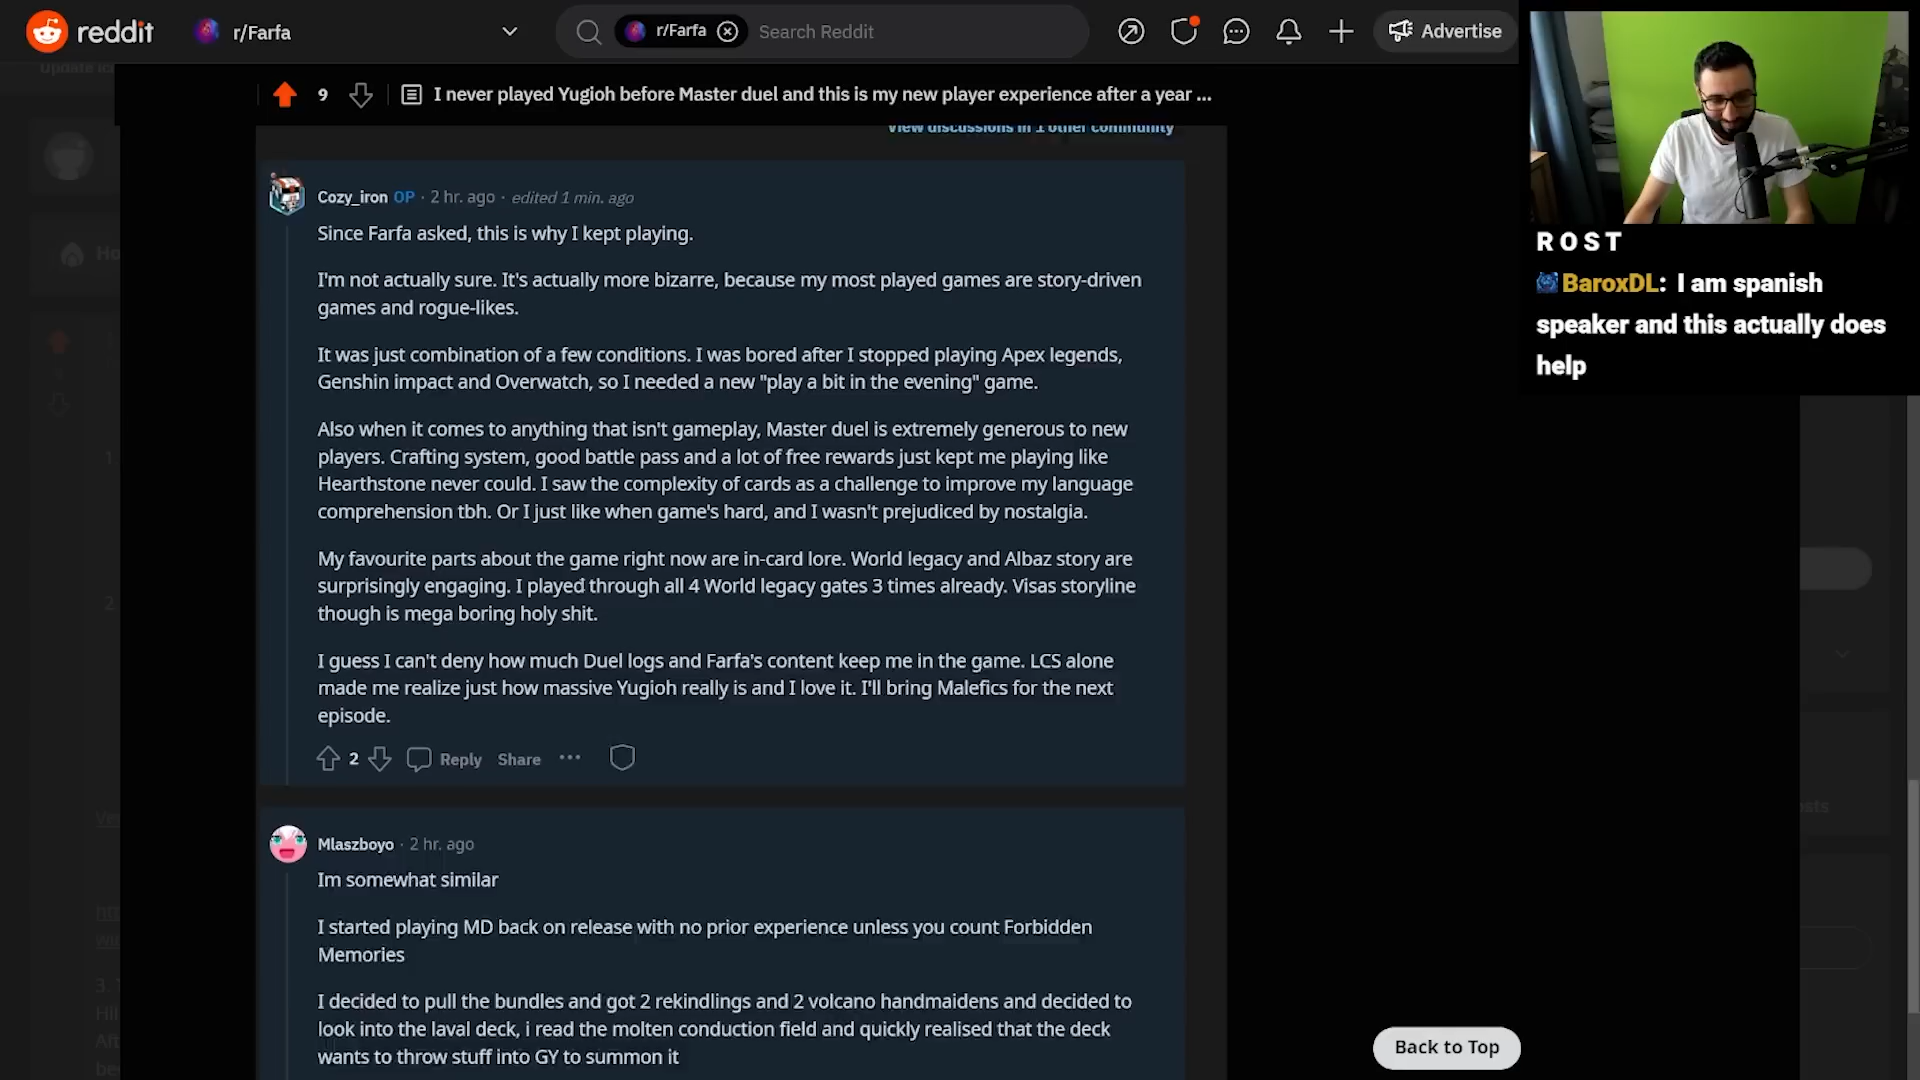 reddit
r/Farfa
r/Farfa
Search Reddit
Advertise
9
I never played Yugioh before Master duel and this is my new player experience after a year ...
View discussions in 1 other community
Cozy_iron OP · 2 hr. ago · edited 1 min. ago
Since Farfa asked, this is why I kept playing.
I'm not actually sure. It's actually more bizarre, because my most played games are story-driven
games and rogue-likes.
It was just combination of a few conditions. I was bored after I stopped playing Apex legends,
Genshin impact and Overwatch, so I needed a new "play a bit in the evening" game.
Also when it comes to anything that isn't gameplay, Master duel is extremely generous to new
players. Crafting system, good battle pass and a lot of free rewards just kept me playing like
Hearthstone never could. I saw the complexity of cards as a challenge to improve my language
comprehension tbh. Or I just like when game's hard, and I wasn't prejudiced by nostalgia.
My favourite parts about the game right now are in-card lore. World legacy and Albaz story are
surprisingly engaging. I played through all 4 World legacy gates 3 times already. Visas storyline
though is mega boring holy shit.
I guess I can't deny how much Duel logs and Farfa's content keep me in the game. LCS alone
made me realize just how massive Yugioh really is and I love it. I'll bring Malefics for the next
episode.
2
Reply
Share
Mlaszboyo · 2 hr. ago
Im somewhat similar
I started playing MD back on release with no prior experience unless you count Forbidden
Memories
I decided to pull the bundles and got 2 rekindlings and 2 volcano handmaidens and decided to
look into the laval deck, i read the molten conduction field and quickly realised that the deck
wants to throw stuff into GY to summon it
Back to Top
R O S T
BaroxDL: I am spanish
speaker and this actually does
help